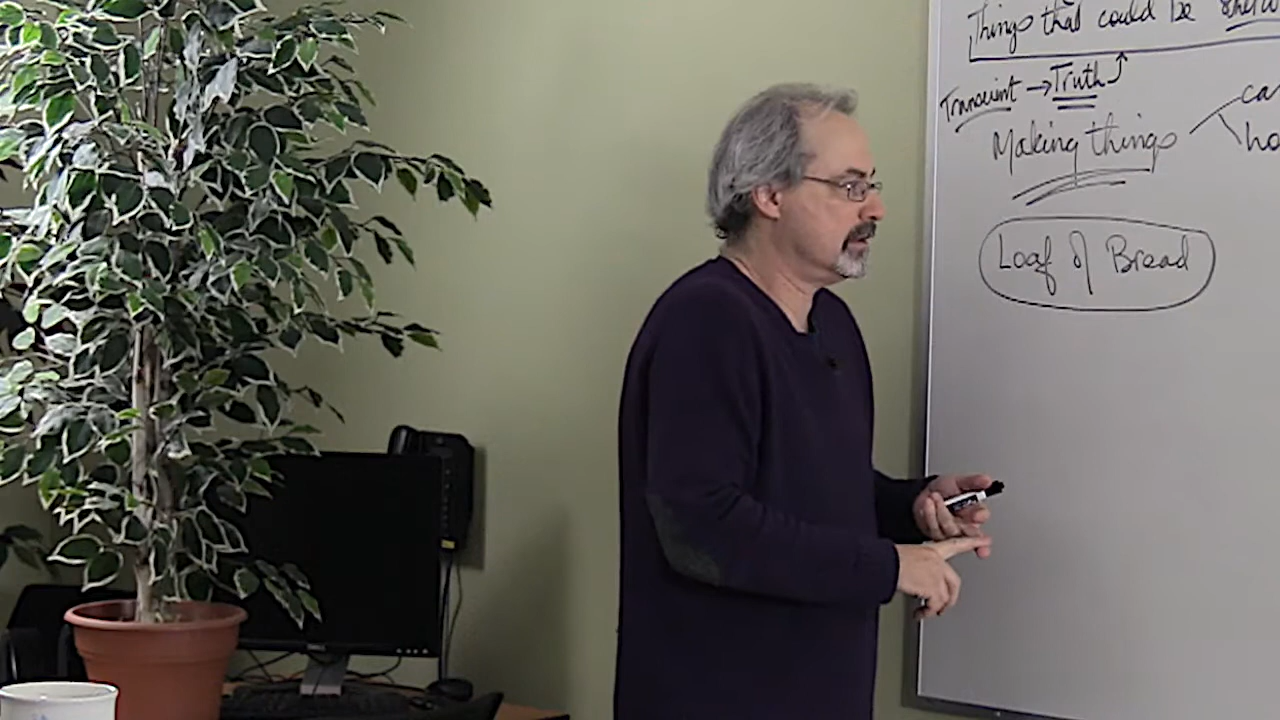 Things that could be
Transient → Truth
Making things
Loaf of Bread